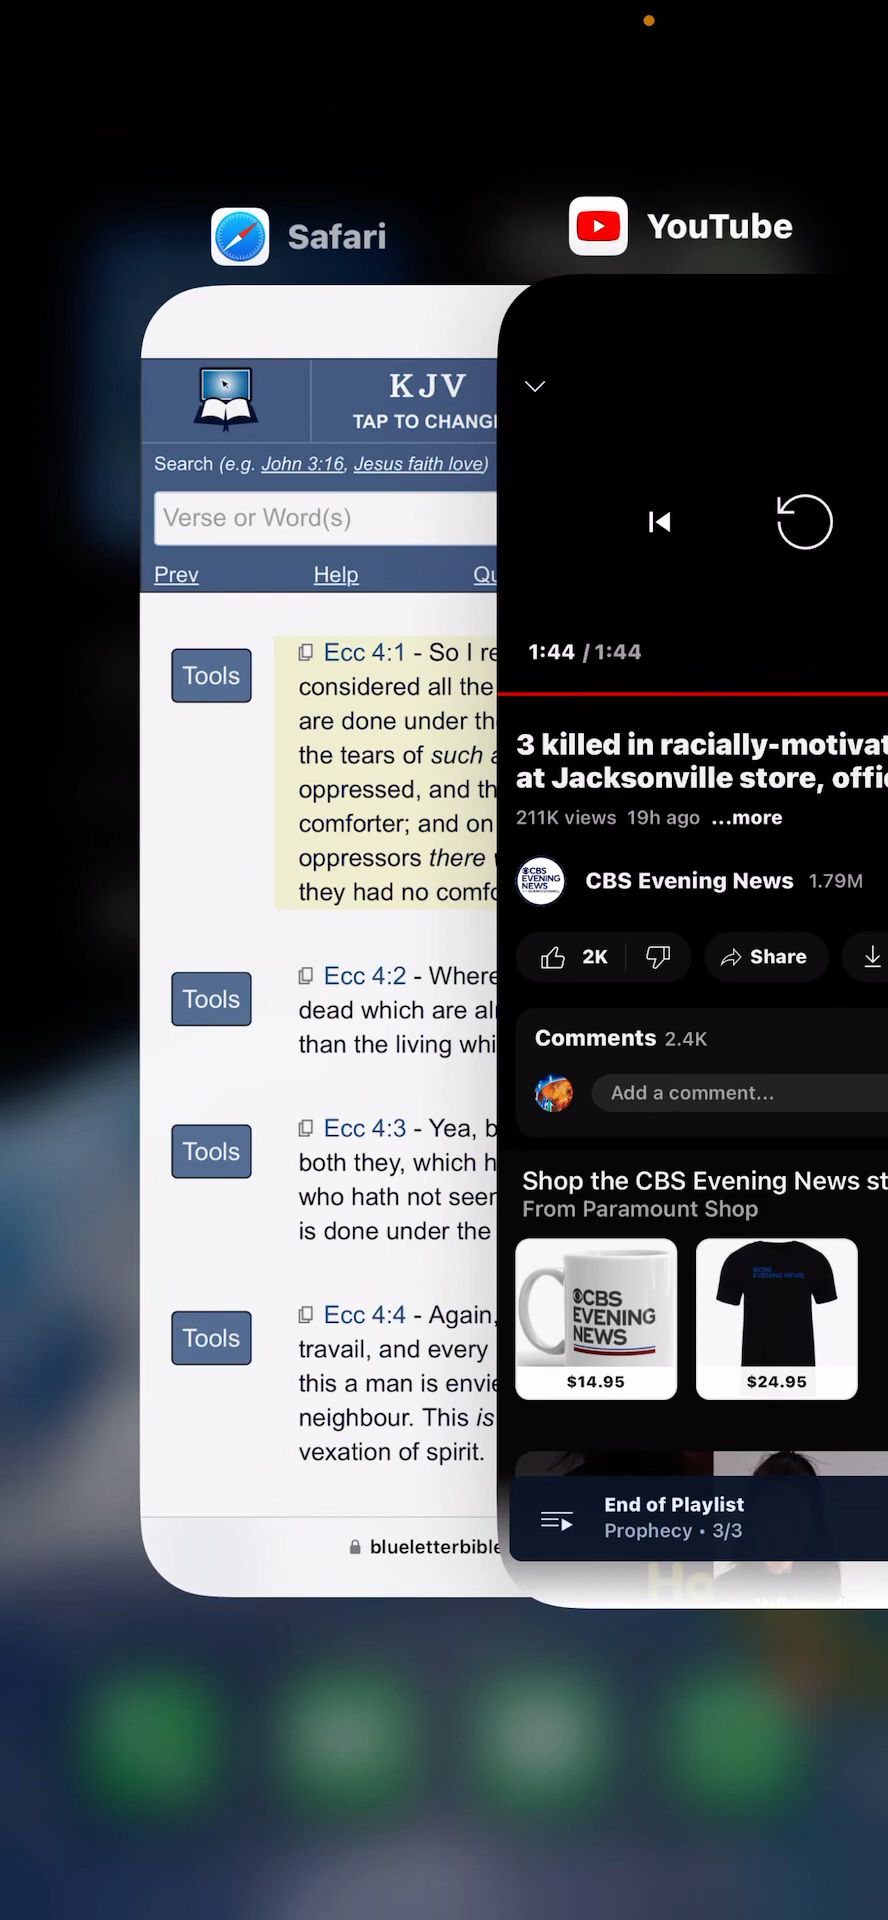 Safari
YouTube
KJV
TAP TO CHANG
Search (e.g. John 3:16, Jesus faith love)
Verse or Word(s)
Prev Help Qu
Tools
Ecc 4:1 - So I re
considered all the
are done under th
the tears of such a
oppressed, and th
comforter; and on
oppressors there w
they had no comfo
Tools
Ecc 4:2 - Where
dead which are al
than the living whi
Tools
Ecc 4:3 - Yea, b
both they, which h
who hath not seen
is done under the
Tools
Ecc 4:4 - Again,
travail, and every
this a man is envie
neighbour. This is
vexation of spirit.
blueletterbible
1:44 / 1:44
3 killed in racially-motivat
at Jacksonville store, offic
211K views 19h ago ...more
CBS EVENING NEWS
CBS Evening News 1.79M
2K Share
Comments 2.4K
Add a comment...
Shop the CBS Evening News st
From Paramount Shop
CBS
EVENING
NEWS
$14.95
CBS
EVENING NEWS
$24.95
End of Playlist
Prophecy • 3/3
Ho